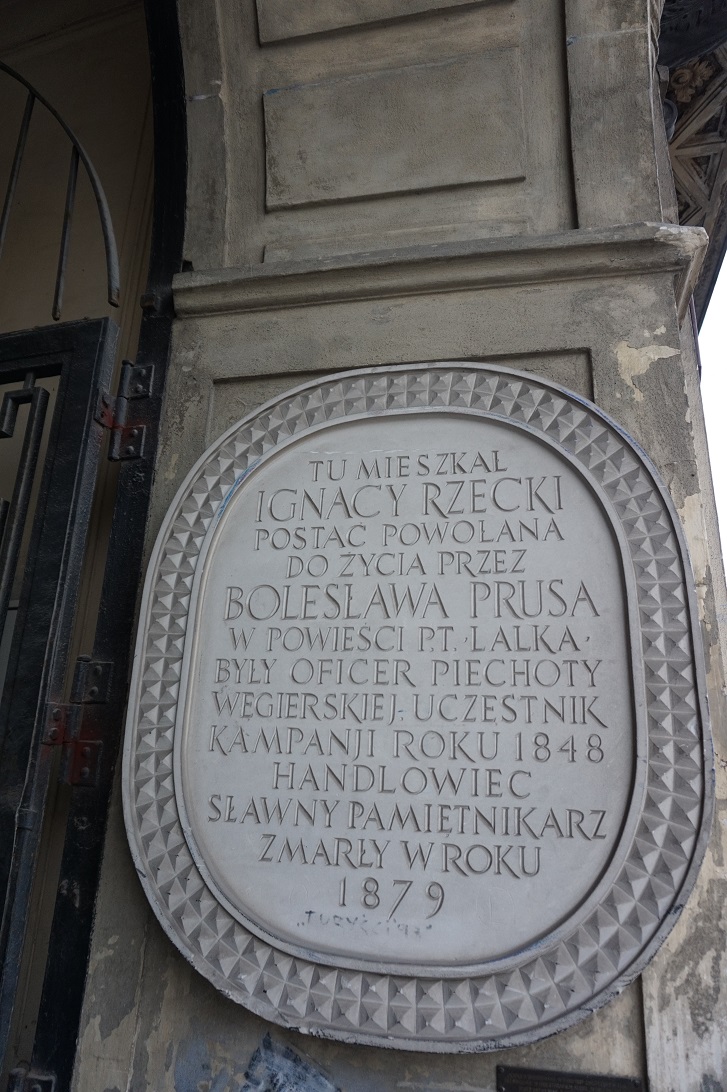 TU MIESZKAŁ
IGNACY RZECKI
POSTAĆ POWOŁANA
DO ŻYCIA PRZEZ
BOLESŁAWA PRUSA
W POWIEŚCI P.T. „LALKA”
BYŁY OFICER PIECHOTY
WĘGIERSKIEJ. UCZESTNIK
KAMPANJI ROKU 1848
HANDLOWIEC
SŁAWNY PAMIĘTNIKARZ
ZMARŁY W ROKU
1879